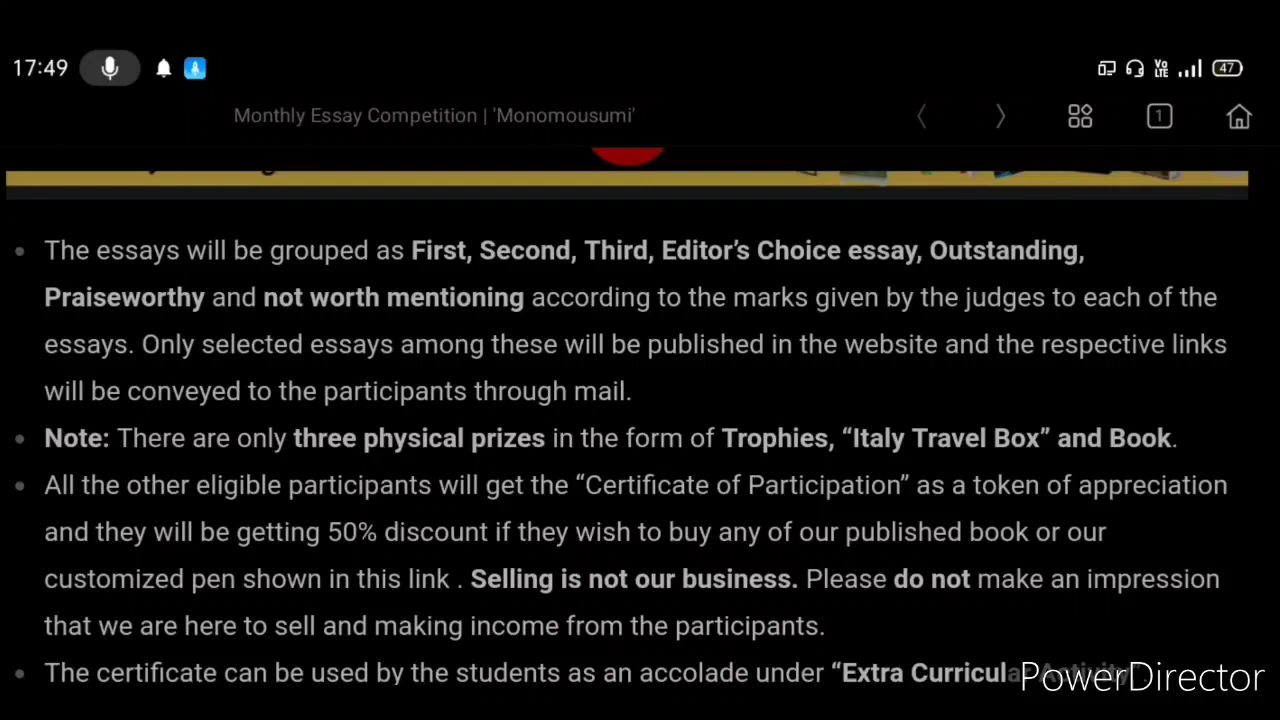 17:49
Vo
LTE
47
Monthly Essay Competition | 'Monomousumi'
1
The essays will be grouped as First, Second, Third, Editor’s Choice essay, Outstanding,
Praiseworthy and not worth mentioning according to the marks given by the judges to each of the
essays. Only selected essays among these will be published in the website and the respective links
will be conveyed to the participants through mail.
Note: There are only three physical prizes in the form of Trophies, “Italy Travel Box” and Book.
All the other eligible participants will get the “Certificate of Participation” as a token of appreciation
and they will be getting 50% discount if they wish to buy any of our published book or our
customized pen shown in this link . Selling is not our business. Please do not make an impression
that we are here to sell and making income from the participants.
The certificate can be used by the students as an accolade under “Extra Curricular Activity”
PowerDirector